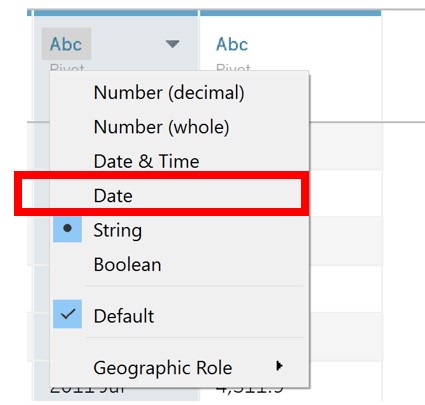 Abc Abc
Pivot Pivot
Number (decimal)
Number (whole)
Date & Time
Date
String
Boolean
Default
Geographic Role
2011 Jul 4,511.9